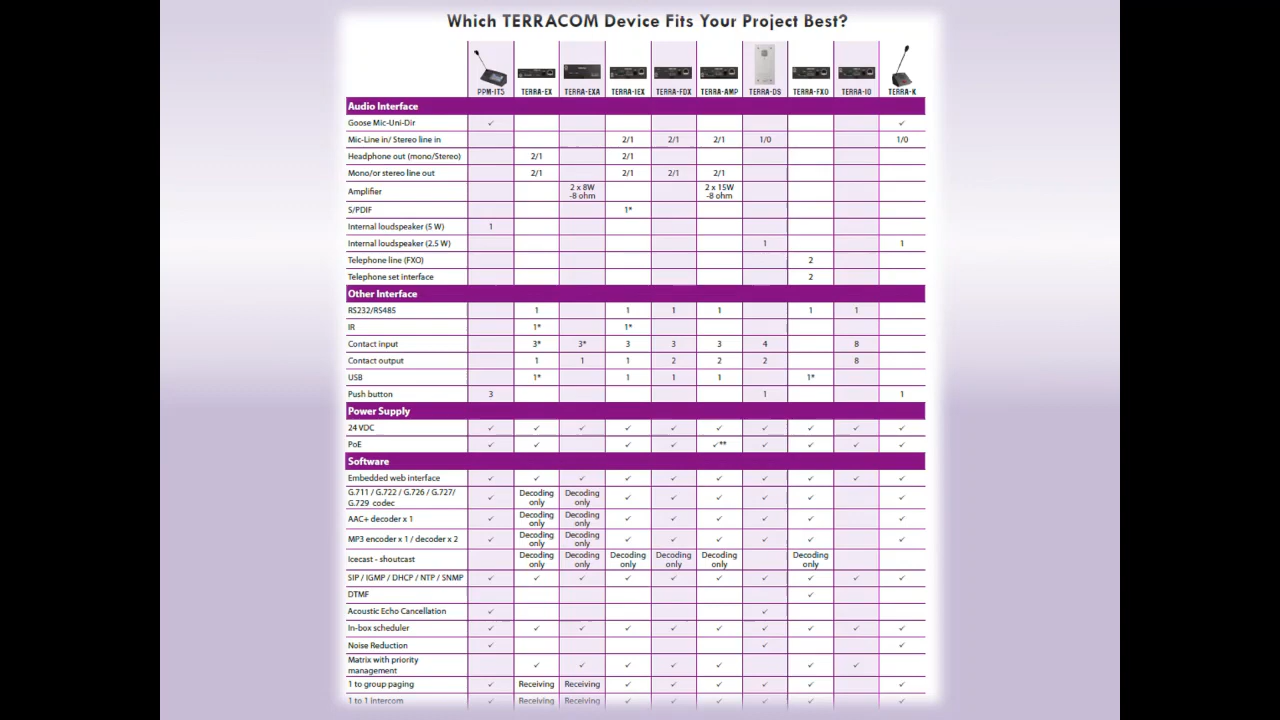 Which TERRACOM Device Fits Your Project Best?
PPM-IT5 TERRA-EX TERRA-EXA TERRA-IEX TERRA-FDX TERRA-AMP TERRA-DS TERRA-FXO TERRA-IO TERRA-K
Audio Interface
Goose Mic-Uni-Dir ✓ ✓
Mic-Line in/ Stereo line in 2/1 2/1 2/1 1/0 1/0
Headphone out (mono/Stereo) 2/1 2/1
Mono/or stereo line out 2/1 2/1 2/1 2/1
Amplifier 2 x 8W -8 ohm 2 x 15W -8 ohm
S/PDIF 1*
Internal loudspeaker (5 W) 1
Internal loudspeaker (2.5 W) 1 1
Telephone line (FXO) 2
Telephone set interface 2
Other Interface
RS232/RS485 1 1 1 1 1 1
IR 1* 1*
Contact input 3* 3* 3 3 3 4 8
Contact output 1 1 1 2 2 2 8
USB 1* 1 1 1 1*
Push button 3 1 1
Power Supply
24 VDC ✓ ✓ ✓ ✓ ✓ ✓ ✓ ✓ ✓ ✓
PoE ✓ ✓ ✓ ✓ ✓** ✓ ✓ ✓ ✓
Software
Embedded web interface ✓ ✓ ✓ ✓ ✓ ✓ ✓ ✓ ✓ ✓
G.711 / G.722 / G.726 / G.727/ G.729 codec ✓ Decoding only Decoding only ✓ ✓ ✓ ✓ ✓ ✓
AAC+ decoder x 1 ✓ Decoding only Decoding only ✓ ✓ ✓ ✓ ✓ ✓
MP3 encoder x 1 / decoder x 2 ✓ Decoding only Decoding only ✓ ✓ ✓ ✓ ✓ ✓
Icecast - shoutcast Decoding only Decoding only Decoding only Decoding only Decoding only Decoding only
SIP / IGMP / DHCP / NTP / SNMP ✓ ✓ ✓ ✓ ✓ ✓ ✓ ✓ ✓ ✓
DTMF ✓
Acoustic Echo Cancellation ✓ ✓
In-box scheduler ✓ ✓ ✓ ✓ ✓ ✓ ✓ ✓ ✓ ✓
Noise Reduction ✓ ✓ ✓
Matrix with priority management ✓ ✓ ✓ ✓ ✓ ✓ ✓
1 to group paging ✓ Receiving Receiving ✓ ✓ ✓ ✓ ✓ ✓
1 to 1 intercom ✓ Receiving Receiving ✓ ✓ ✓ ✓ ✓ ✓